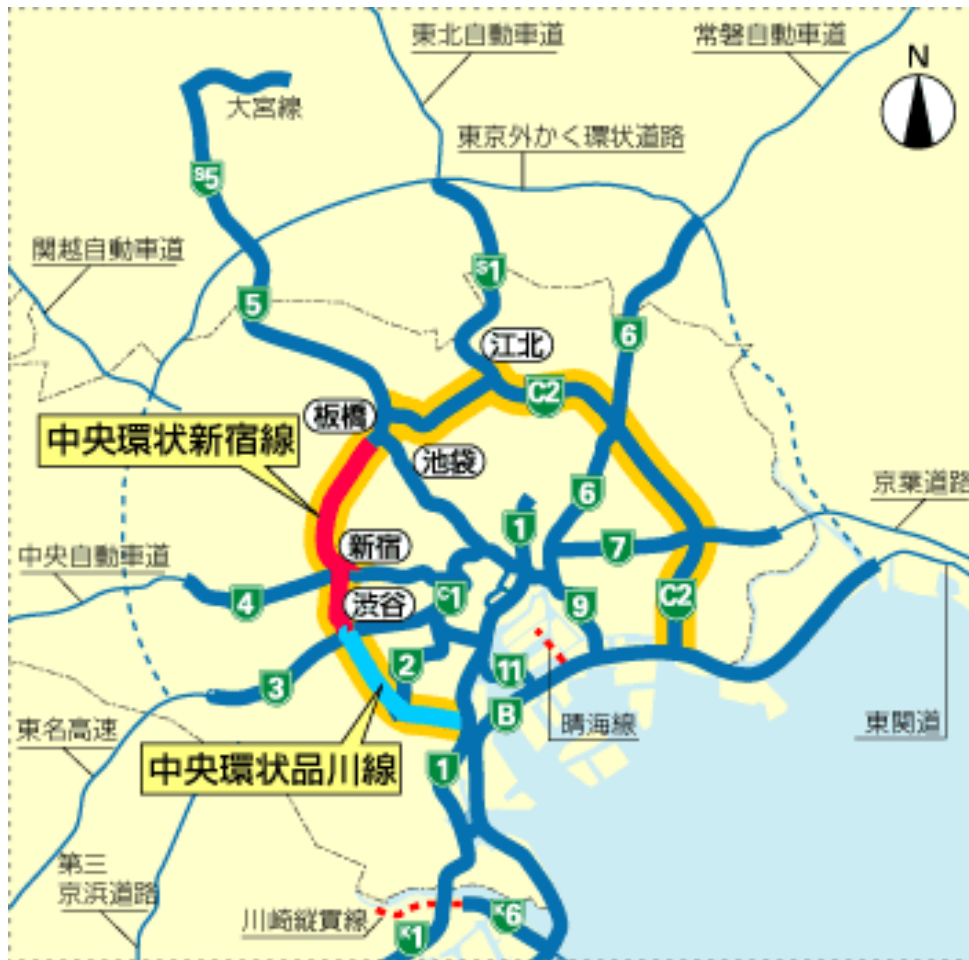 東北自動車道
常磐自動車道
N
大宮線
東京外かく環状道路
S5
関越自動車道
S1
5
6
江北
C2
板橋
中央環状新宿線
池袋
京葉道路
6
1
7
新宿
中央自動車道
4
C1
渋谷
9
C2
2
11
3
B
晴海線
東関道
東名高速
中央環状品川線
1
第三
京浜道路
川崎縦貫線
K6
K1